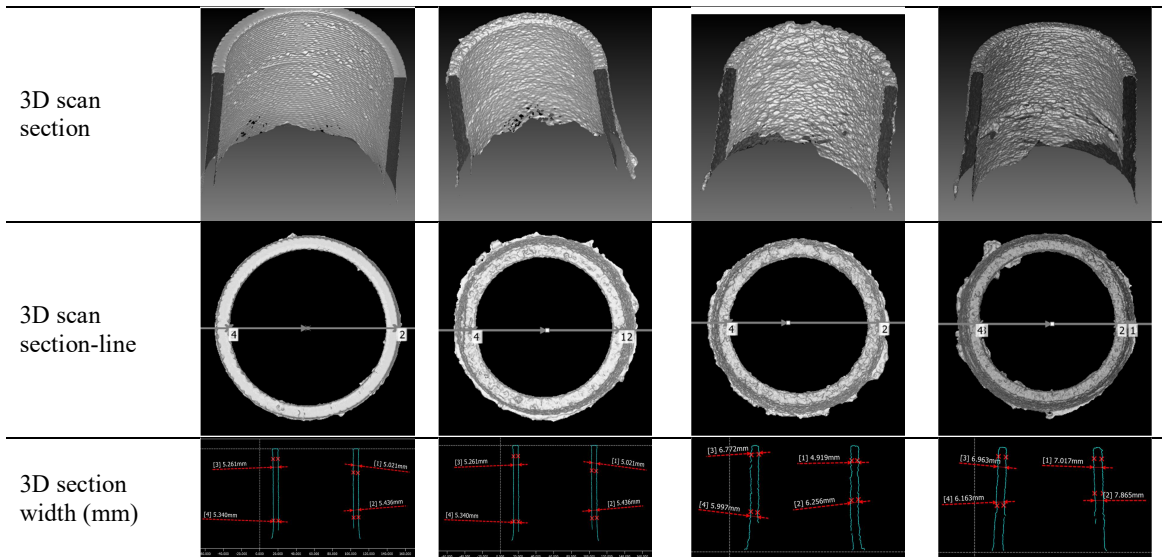 3D scan
section
3D scan
section-line
4 2
4 12
4 2
2 1
3D section
width (mm)
[3] 5.261mm [1] 5.021mm
[2] 5.436mm
[4] 5.340mm
[3] 5.261mm [1] 5.021mm
[2] 5.436mm
[4] 5.340mm
[3] 6.772mm [1] 4.919mm
[4] 5.997mm [2] 6.256mm
[3] 6.963mm [1] 7.017mm
[4] 6.163mm [2] 7.865mm